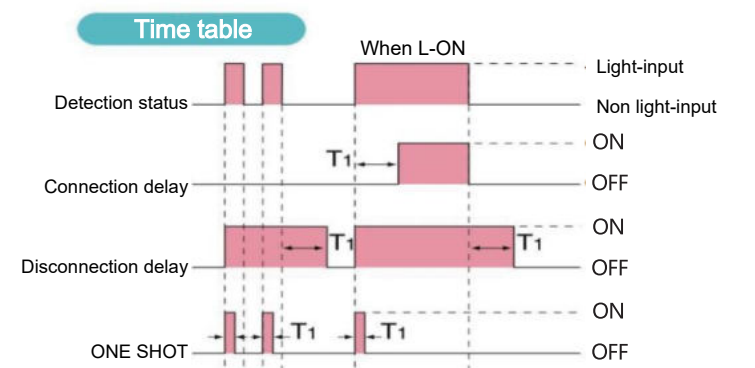 Time table
When L-ON
Light-input
Detection status
Non light-input
ON
T1
Connection delay
OFF
ON
T1
T1
Disconnection delay
OFF
ON
T1
T1
ONE SHOT
OFF